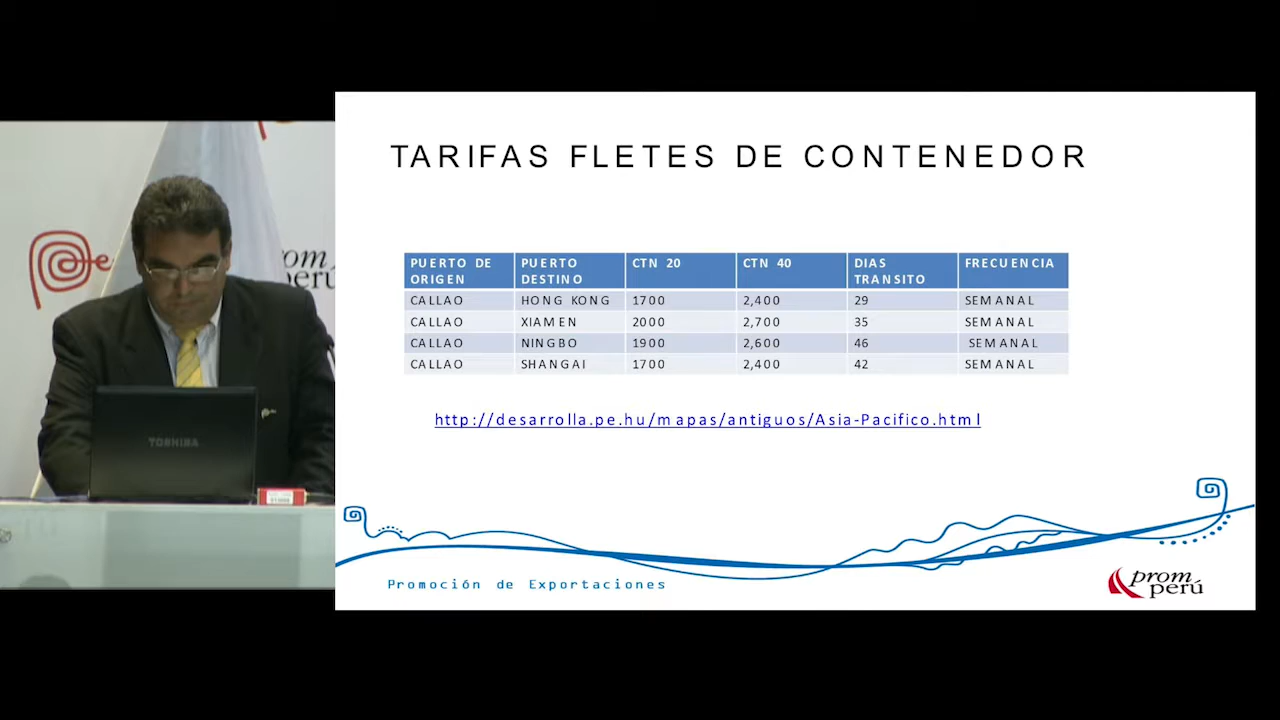 TARIFAS FLETES DE CONTENEDOR
PUERTO DE ORIGEN PUERTO DESTINO CTN 20 CTN 40 DIAS TRANSITO FRECUENCIA
CALLAO HONG KONG 1700 2,400 29 SEMANAL
CALLAO XIAMEN 2000 2,700 35 SEMANAL
CALLAO NINGBO 1900 2,600 46 SEMANAL
CALLAO SHANGAI 1700 2,400 42 SEMANAL
http://desarrolla.pe.hu/mapas/antiguos/Asia-Pacifico.html
Promoción de Exportaciones
prom
perú
TOSHIBA